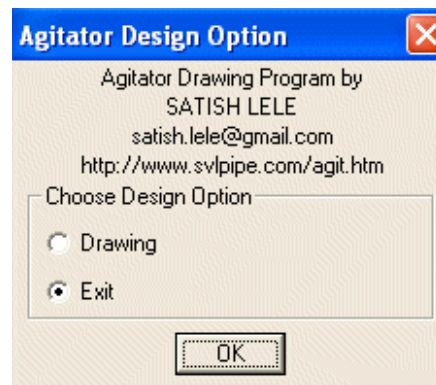 Agitator Design Option
Agitator Drawing Program by
SATISH LELE
satish.lele@gmail.com
http://www.svlpipe.com/agit.htm
Choose Design Option
Drawing
Exit
OK